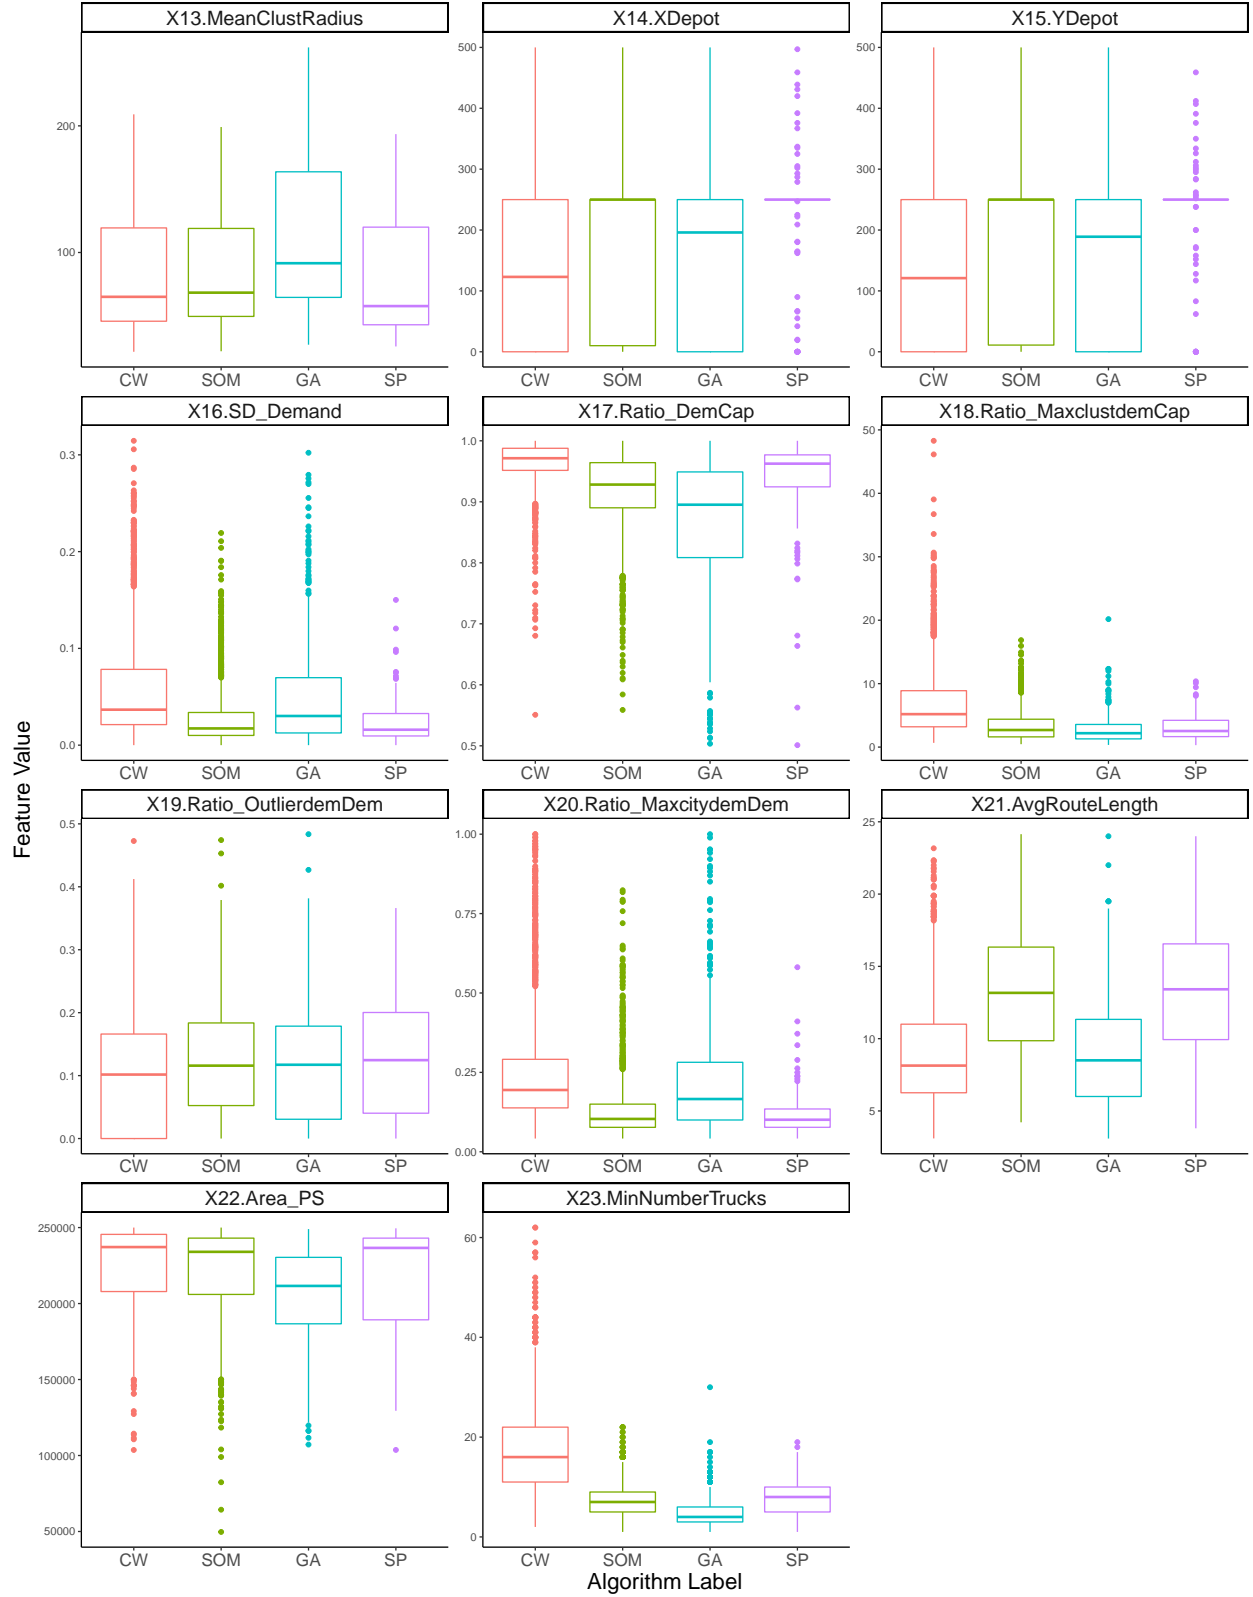 X13.MeanClustRadius
X14.XDepot
X15.YDepot
200
100
500
400
300
200
100
0
500
400
300
200
100
0
CW SOM GA SP
CW SOM GA SP
CW SOM GA SP
X16.SD_Demand
X17.Ratio_DemCap
X18.Ratio_MaxclustdemCap
0.3
0.2
0.1
0.0
1.0
0.9
0.8
0.7
0.6
0.5
50
40
30
20
10
0
CW SOM GA SP
CW SOM GA SP
CW SOM GA SP
Feature Value
X19.Ratio_OutlierdemDem
X20.Ratio_MaxcitydemDem
X21.AvgRouteLength
0.5
0.4
0.3
0.2
0.1
0.0
1.00
0.75
0.50
0.25
0.00
25
20
15
10
5
CW SOM GA SP
CW SOM GA SP
CW SOM GA SP
X22.Area_PS
X23.MinNumberTrucks
250000
200000
150000
100000
50000
60
40
20
0
CW SOM GA SP
CW SOM GA SP
Algorithm Label